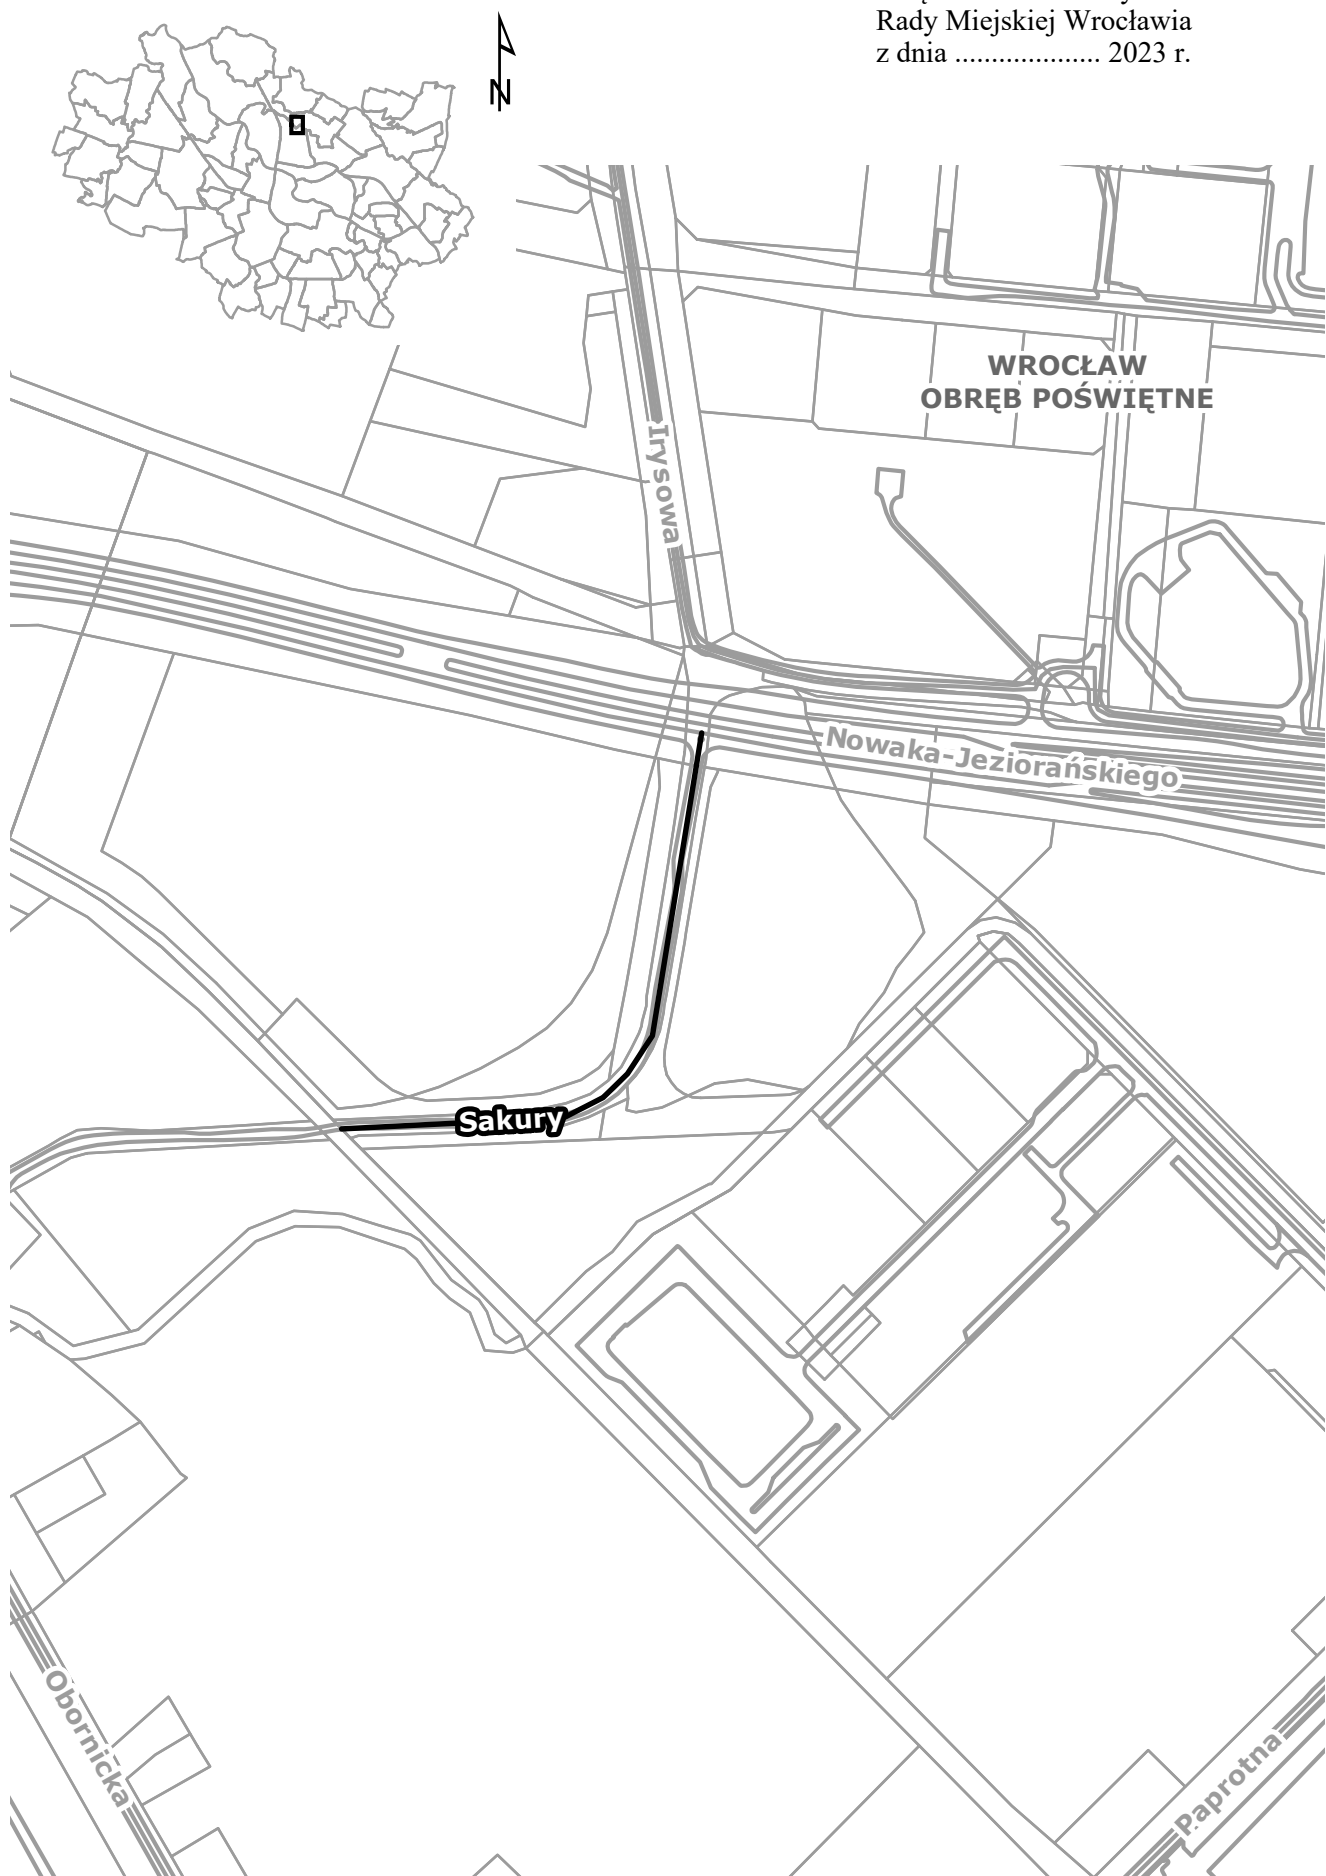 Rady Miejskiej Wrocławia
z dnia .................... 2023 r.
N
WROCŁAW
OBRĘB POŚWIĘTNE
Irysowa
Nowaka-Jeziorańskiego
Sakury
Obornicka
Paprotna